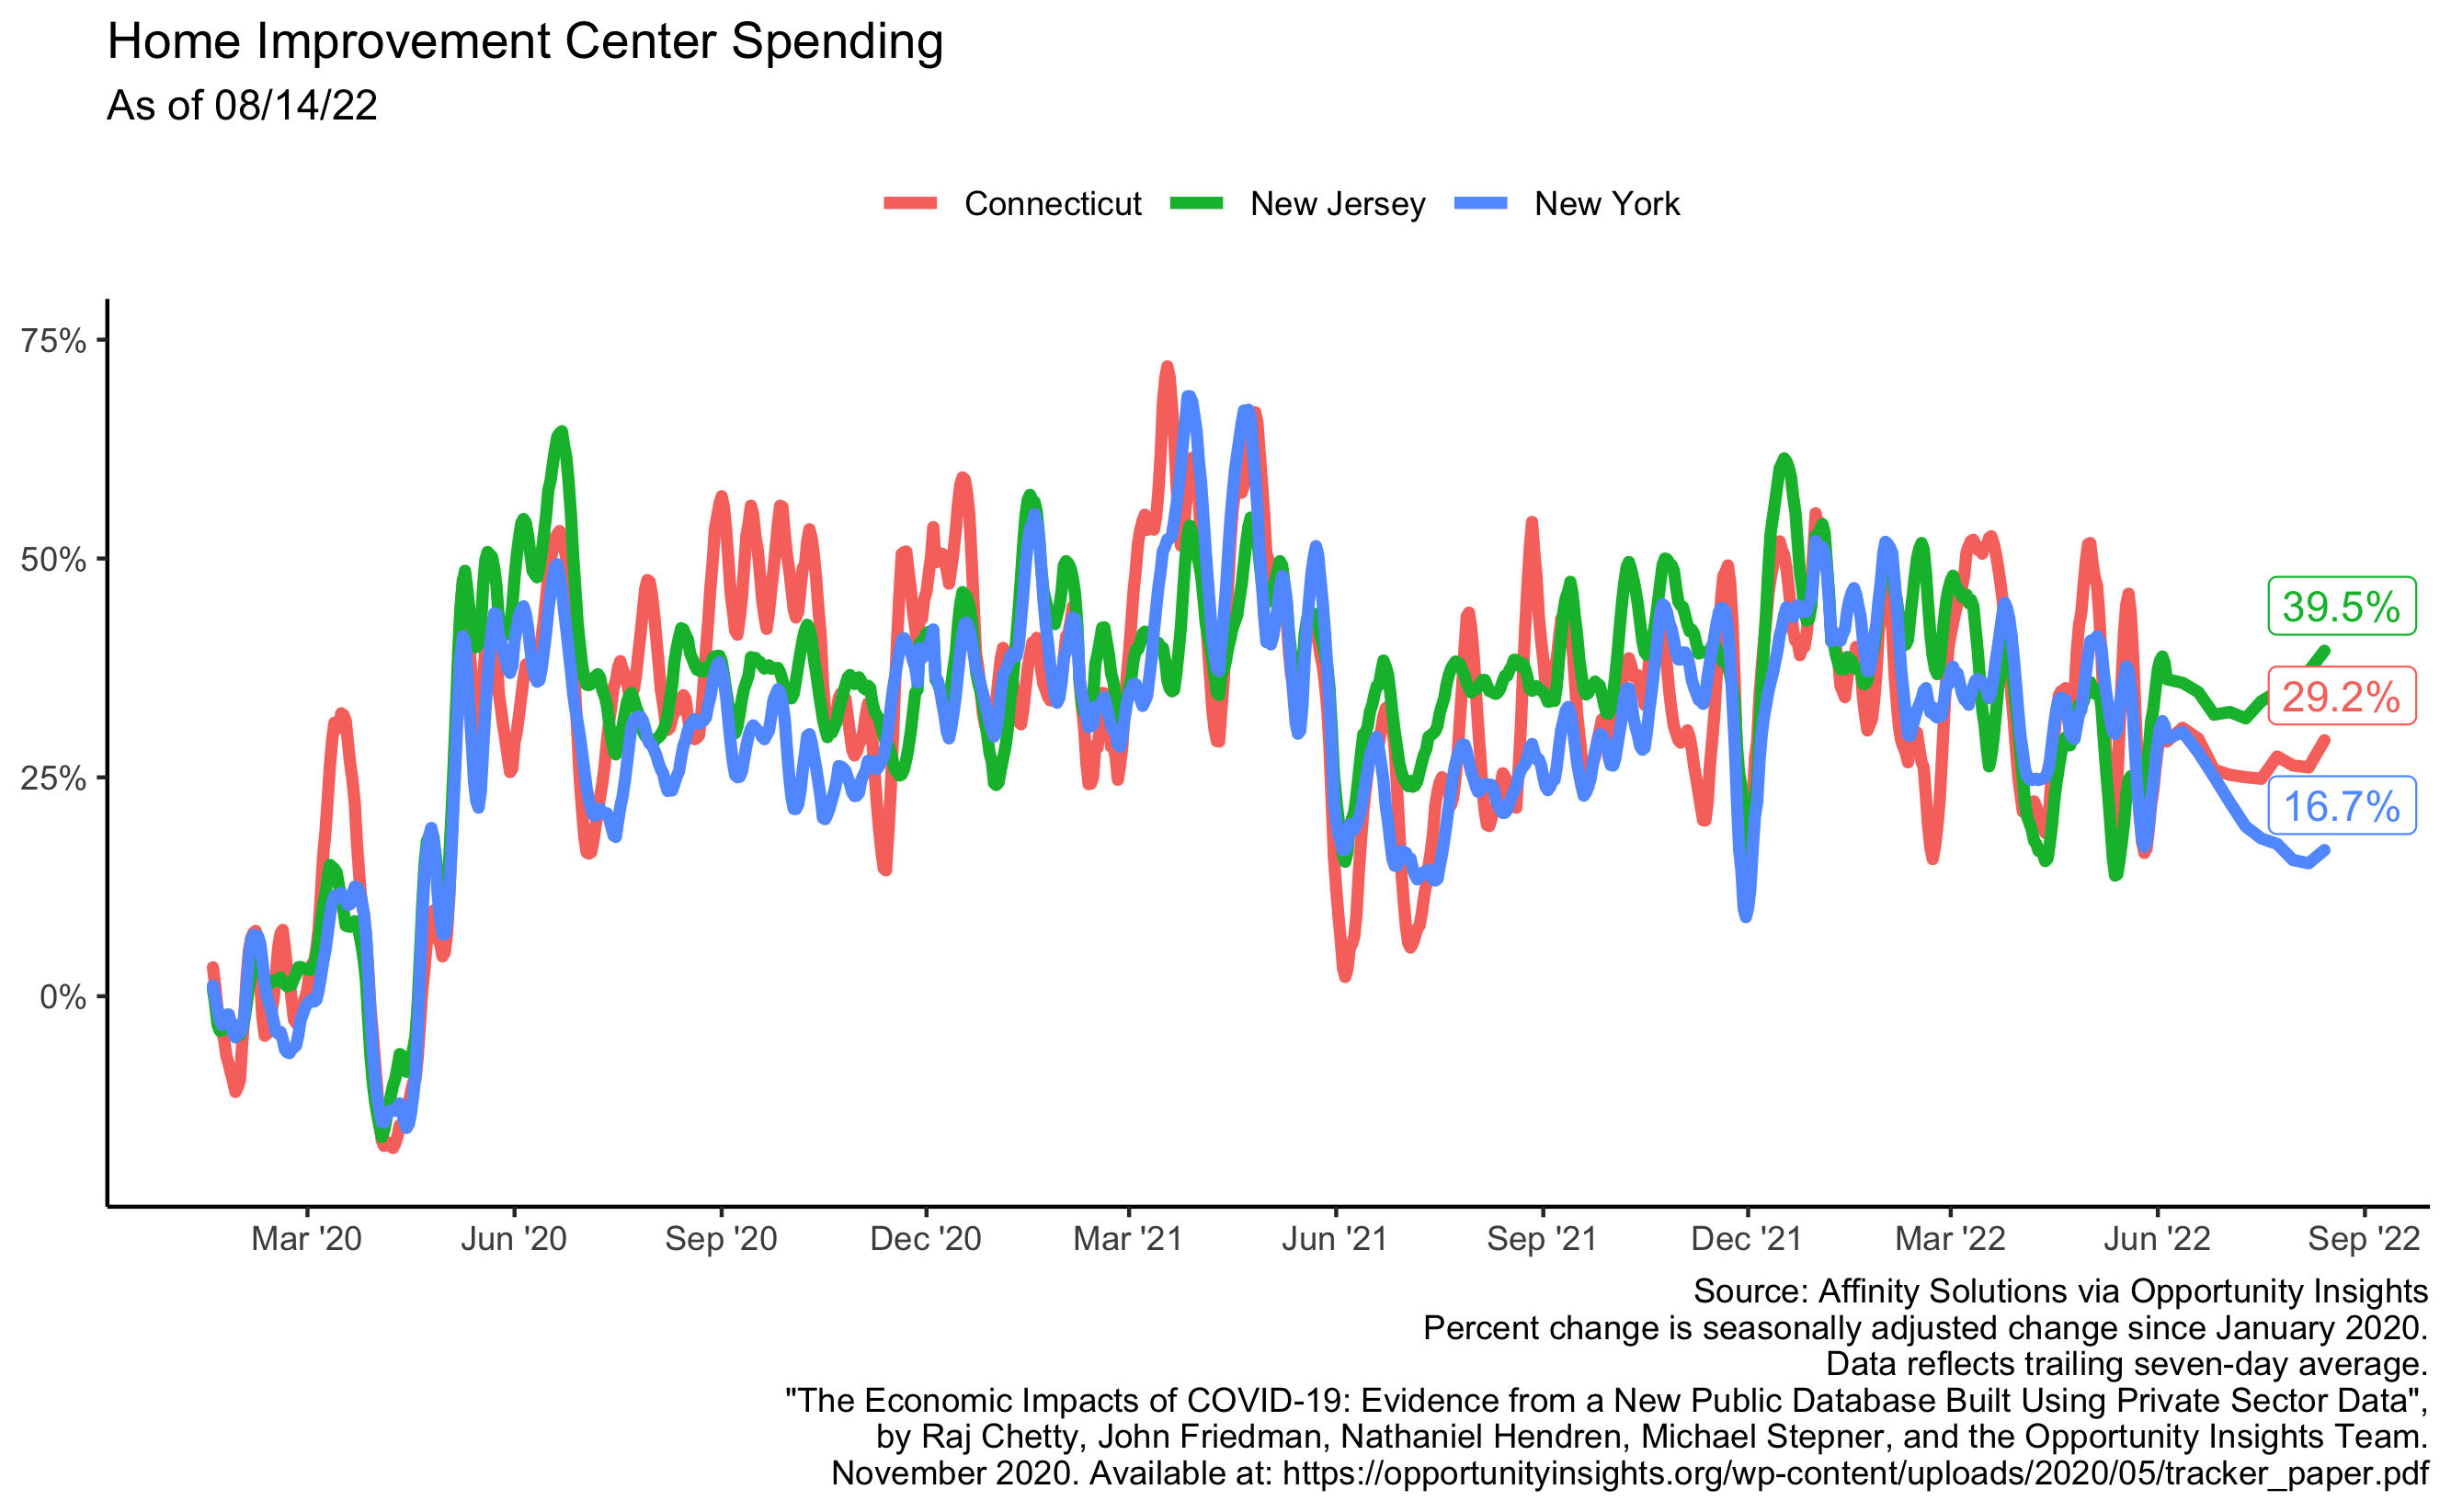 Home Improvement Center Spending
As of 08/14/22
Connecticut New Jersey New York
75%
50%
25%
0%
39.5%
29.2%
16.7%
Mar '20 Jun '20 Sep '20 Dec '20 Mar '21 Jun '21 Sep '21 Dec '21 Mar '22 Jun '22 Sep '22
Source: Affinity Solutions via Opportunity Insights
Percent change is seasonally adjusted change since January 2020.
Data reflects trailing seven-day average.
"The Economic Impacts of COVID-19: Evidence from a New Public Database Built Using Private Sector Data",
by Raj Chetty, John Friedman, Nathaniel Hendren, Michael Stepner, and the Opportunity Insights Team.
November 2020. Available at: https://opportunityinsights.org/wp-content/uploads/2020/05/tracker_paper.pdf